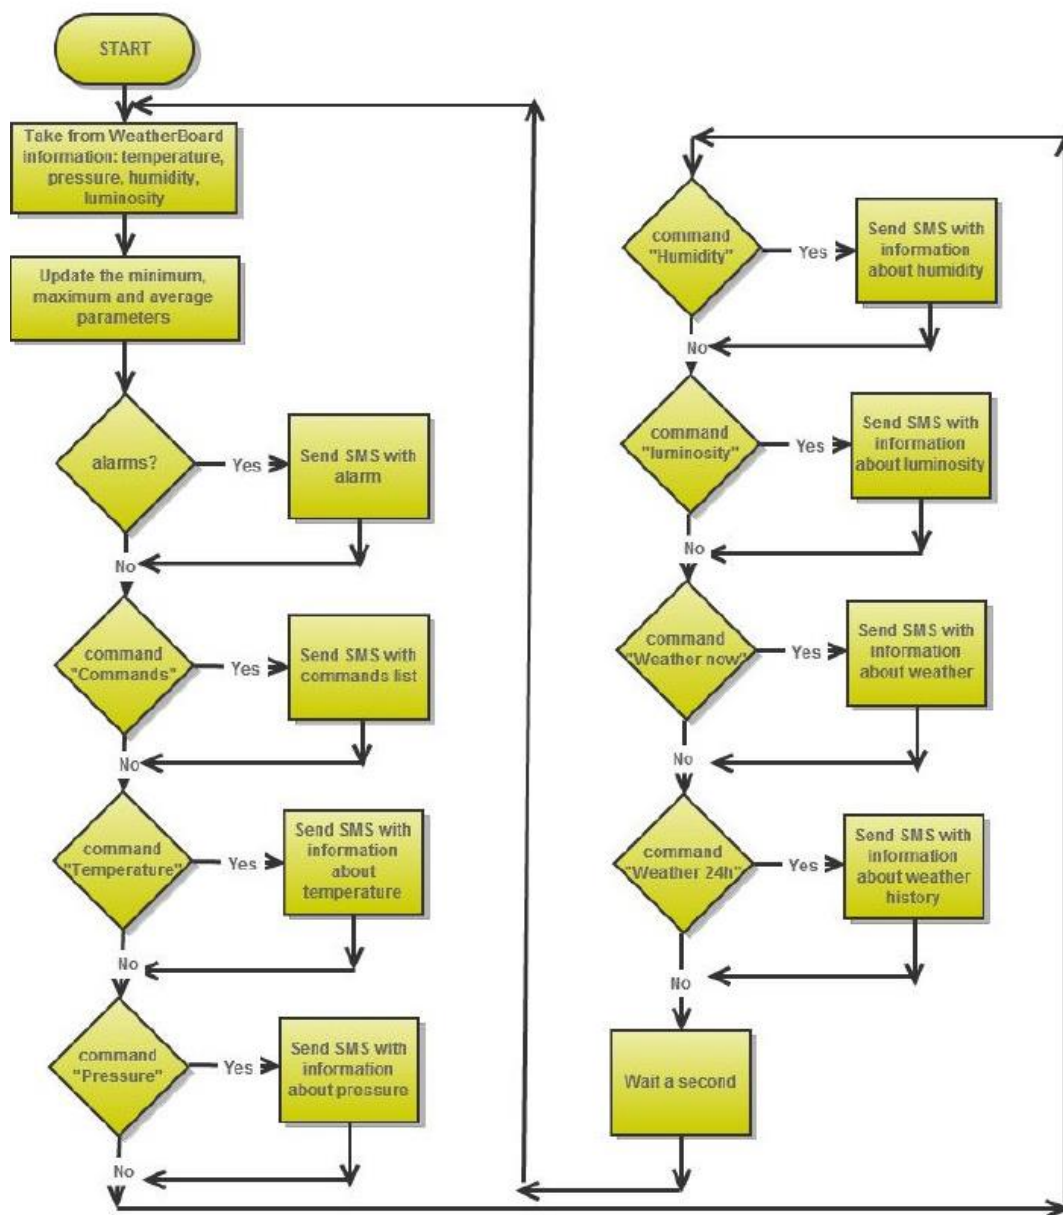 START
Take from WeatherBoard
information: temperature,
pressure, humidity,
luminosity
Update the minimum,
maximum and average
parameters
alarms?
Yes
Send SMS with
alarm
No
command
"Commands"
Yes
Send SMS with
commands list
No
command
"Temperature"
Yes
Send SMS with
information
about
temperature
No
command
"Pressure"
Yes
Send SMS with
information
about pressure
No
command
"Humidity"
Yes
Send SMS with
information
about humidity
No
command
"luminosity"
Yes
Send SMS with
information
about luminosity
No
command
"Weather now"
Yes
Send SMS with
information
about weather
No
command
"Weather 24h"
Yes
Send SMS with
information
about weather
history
No
Wait a second